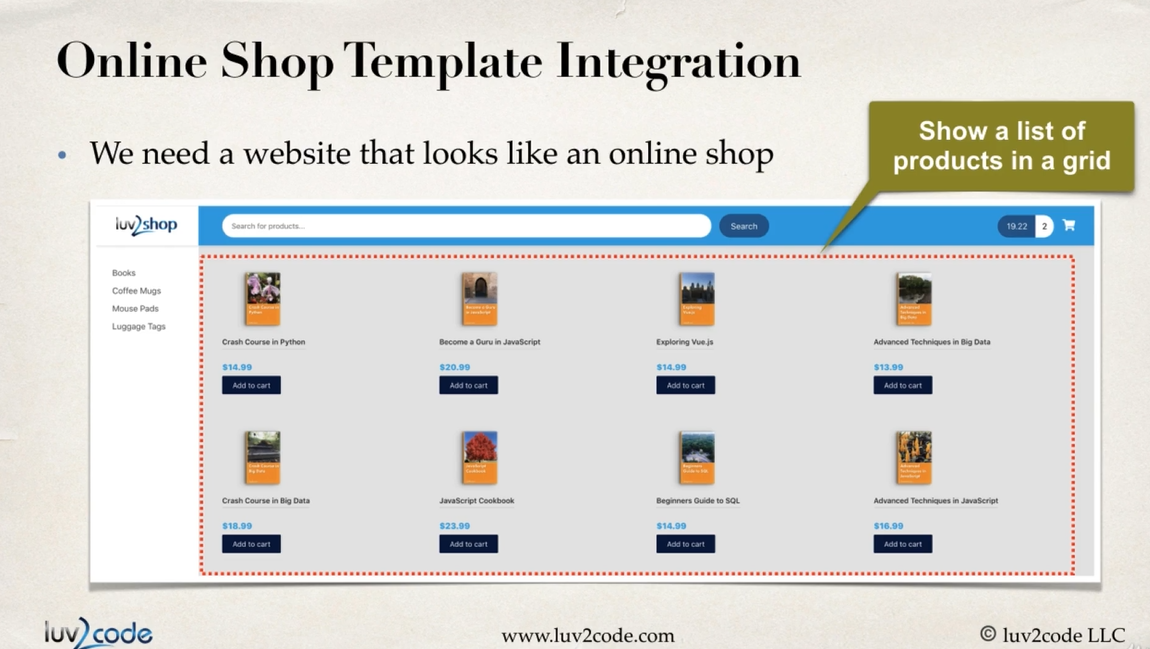 Online Shop Template Integration
• We need a website that looks like an online shop
Show a list of
products in a grid
luv2shop
Search for products...
Search
19.22
2
Books
Coffee Mugs
Mouse Pads
Luggage Tags
Crash Course in Python
$14.99
Add to cart
Become a Guru in JavaScript
$20.99
Add to cart
Exploring Vue.js
$14.99
Add to cart
Advanced Techniques in Big Data
$13.99
Add to cart
Crash Course in Big Data
$18.99
Add to cart
JavaScript Cookbook
$23.99
Add to cart
Beginners Guide to SQL
$14.99
Add to cart
Advanced Techniques in JavaScript
$16.99
Add to cart
luv2code
www.luv2code.com
© luv2code LLC